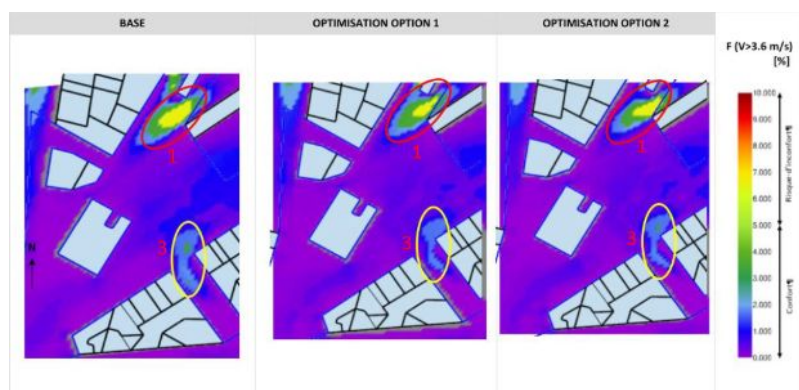 BASE
OPTIMISATION OPTION 1
OPTIMISATION OPTION 2
F (V>3.6 m/s)
[%]
10.000
9.000
8.000
7.000
6.000
5.000
4.000
3.000
2.000
1.000
0.000
Risque d'inconfort¶
Confort¶
1
3
N
1
3
1
3